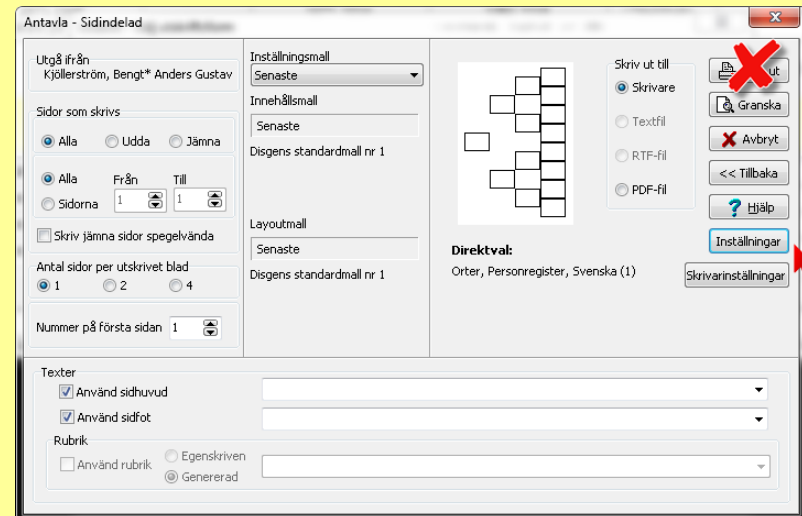 Antavla - Sidindelad
Utgå ifrån
Kjöllerström, Bengt* Anders Gustav
Sidor som skrivs
Alla
Udda
Jämna
Alla
Från
Till
Sidorna
1
1
Skriv jämna sidor spegelvända
Antal sidor per utskrivet blad
1
2
4
Nummer på första sidan
1
Inställningsmall
Senaste
Innehållsmall
Senaste
Disgens standardmall nr 1
Layoutmall
Senaste
Disgens standardmall nr 1
Direktval:
Orter, Personregister, Svenska (1)
Skriv ut till
Skrivare
Textfil
RTF-fil
PDF-fil
ut
Granska
Avbryt
<< Tillbaka
Hjälp
Inställningar
Skrivarinställningar
Texter
Använd sidhuvud
Använd sidfot
Rubrik
Använd rubrik
Egenskriven
Genererad